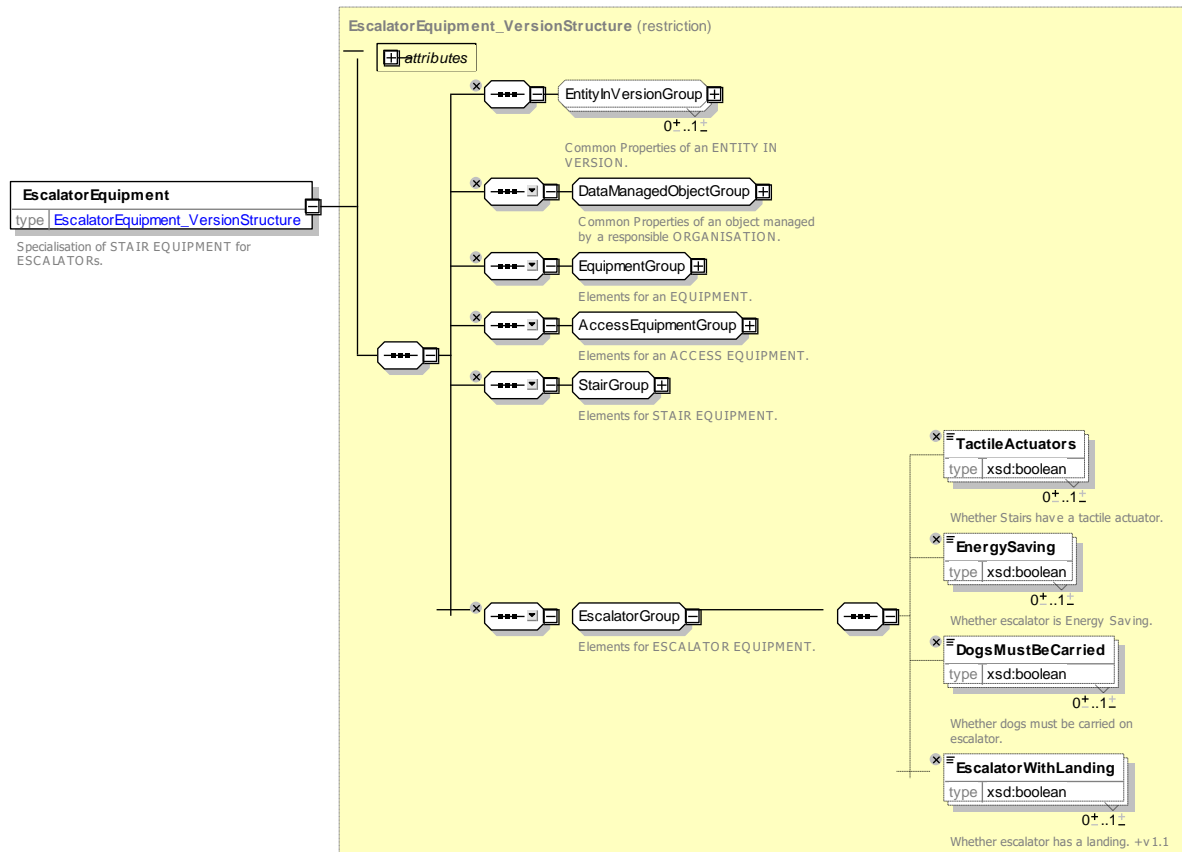 EscalatorEquipment_VersionStructure (restriction)
attributes
EntityInVersionGroup
0..1
Common Properties of an ENTITY IN
VERSION.
EscalatorEquipment
type EscalatorEquipment_VersionStructure
Specialisation of STAIR EQUIPMENT for
ESCALATORs.
DataManagedObjectGroup
Common Properties of an object managed
by a responsible ORGANISATION.
EquipmentGroup
Elements for an EQUIPMENT.
AccessEquipmentGroup
Elements for an ACCESS EQUIPMENT.
StairGroup
Elements for STAIR EQUIPMENT.
EscalatorGroup
Elements for ESCALATOR EQUIPMENT.
TactileActuators
type xsd:boolean
0..1
Whether Stairs have a tactile actuator.
EnergySaving
type xsd:boolean
0..1
Whether escalator is Energy Saving.
DogsMustBeCarried
type xsd:boolean
0..1
Whether dogs must be carried on
escalator.
EscalatorWithLanding
type xsd:boolean
0..1
Whether escalator has a landing. +v1.1